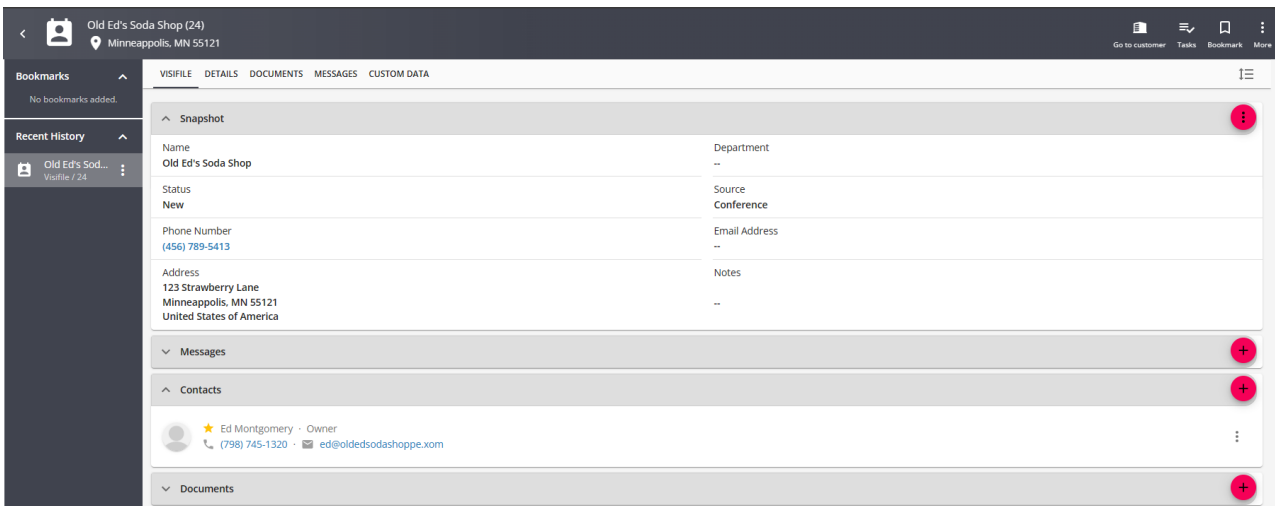 Old Ed's Soda Shop (24)
Minneappolis, MN 55121
Go to customer Tasks Bookmark More
Bookmarks
No bookmarks added.
Recent History
Old Ed's Sod...
Visifile / 24
VISIFILE DETAILS DOCUMENTS MESSAGES CUSTOM DATA
Snapshot
Name
Old Ed's Soda Shop
Department
--
Status
New
Source
Conference
Phone Number
(456) 789-5413
Email Address
--
Address
123 Strawberry Lane
Minneappolis, MN 55121
United States of America
Notes
--
Messages
Contacts
Ed Montgomery · Owner
(798) 745-1320 · ed@oldedsodashoppe.xom
Documents